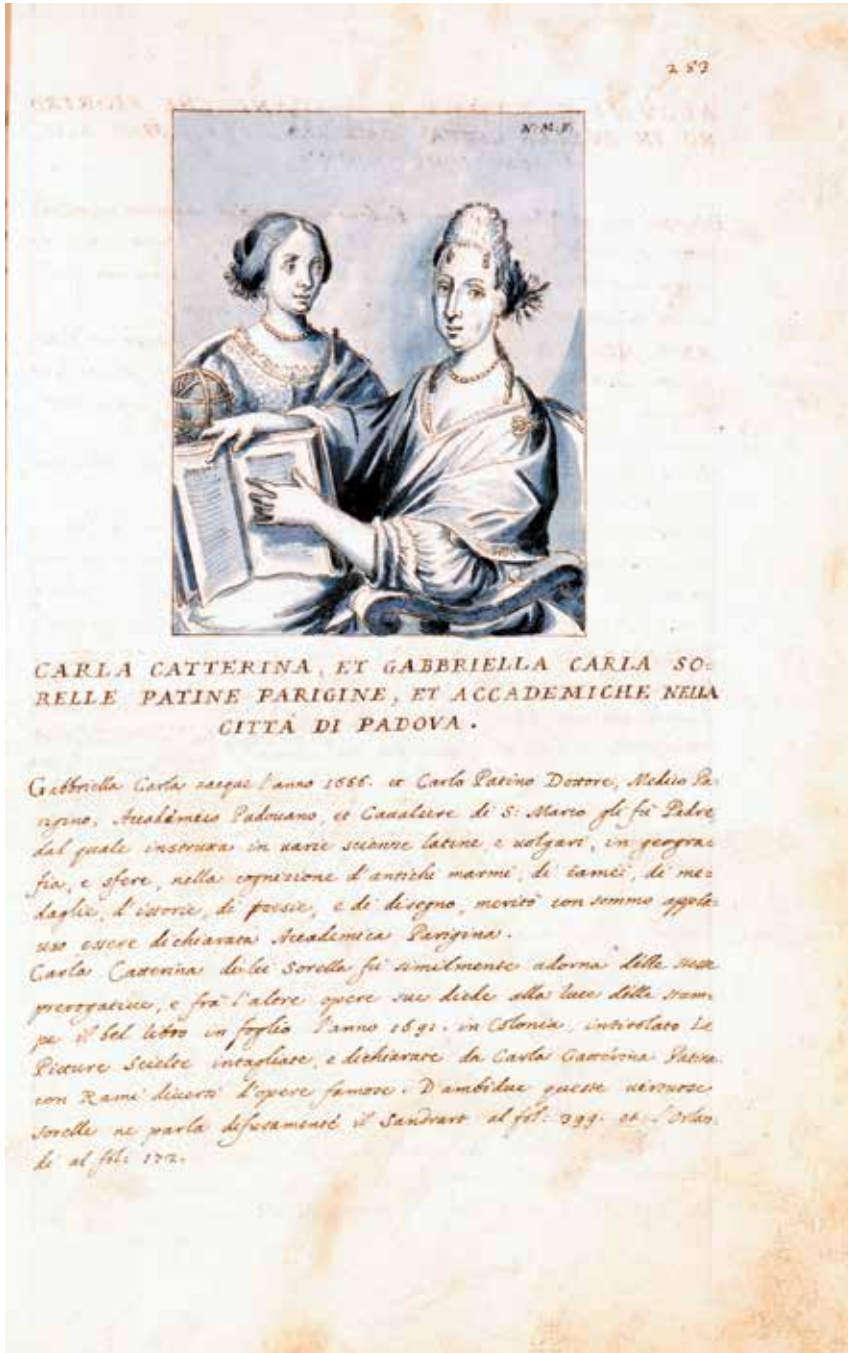 283
N. M. F.
CARLA CATTERINA, ET GABBRIELLA CARLA SO:
RELLE PATINE PARIGINE, ET ACCADEMICHE NELLA
CITTÀ DI PADOVA.
Gabbriella Carla nacque l'anno 1666. et Carlo Patino Dottore, Medico Pa:
rigino, Accademico Padovano, et Cavaliere di S: Marco gli fù Padre,
dal quale instrutta in varie scienze latine e volgari, in geogra:
fia, e sfere, nella cognizione d'antichi marmi, di camei, di me:
daglie, d'istorie, di poesie, e di disegno, meritò con sommo appla:
uso essere dichiarata Accademica Parigina.
Carla Catterina di lei Sorella fù similmente adorna delle stesse
prerogative, e frà l'altre opere sue diede alla luce delle stam:
pe il bel libro in foglio l'anno 1691. in Colonia, intitolato Le
Pitture Scielte intagliate, e dichiarate da Carla Catterina Patina.
con Rami diversi d'opere famose. D'ambidue queste virtuose
sorelle ne parla difusamente il Sandrart al fol: 399. et l'Orlan:
di al fol: 172.